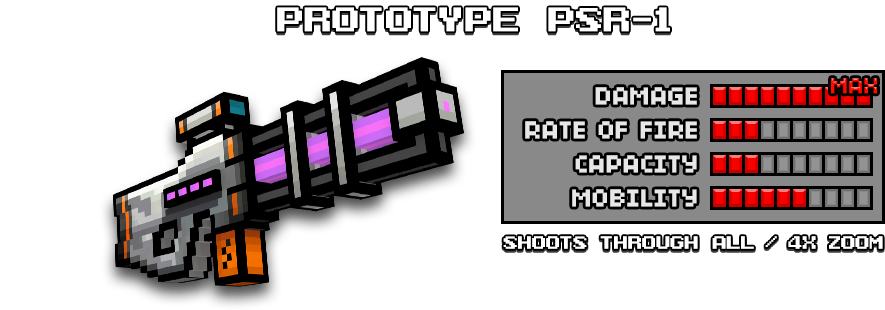 PROTOTYPE PSR-1
DAMAGE MAX
RATE OF FIRE
CAPACITY
MOBILITY
SHOOTS THROUGH ALL / 4X ZOOM